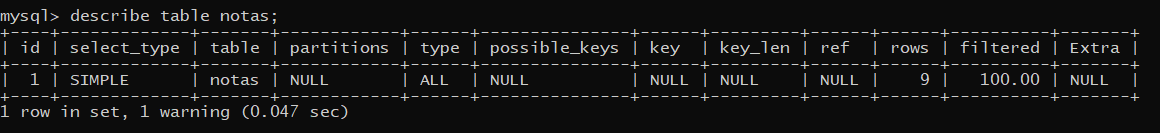 mysql> describe table notas;
+----+-------------+-------+------------+------+---------------+------+---------+------+------+----------+-------+
| id | select_type | table | partitions | type | possible_keys | key | key_len | ref | rows | filtered | Extra |
+----+-------------+-------+------------+------+---------------+------+---------+------+------+----------+-------+
| 1 | SIMPLE | notas | NULL | ALL | NULL | NULL | NULL | NULL | 9 | 100.00 | NULL |
+----+-------------+-------+------------+------+---------------+------+---------+------+------+----------+-------+
1 row in set, 1 warning (0.047 sec)